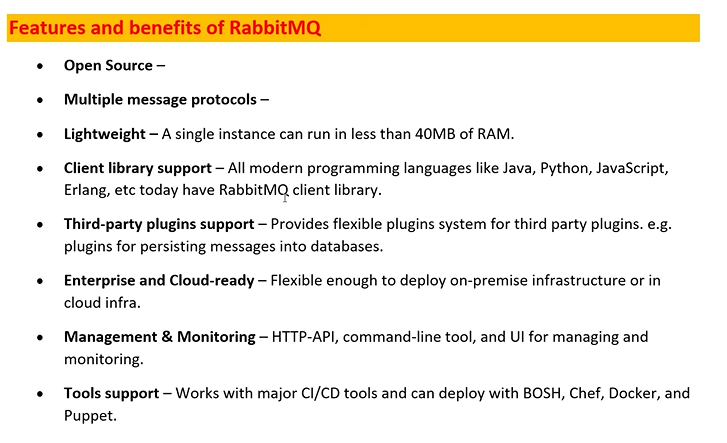 Features and benefits of RabbitMQ
• Open Source –
• Multiple message protocols –
• Lightweight – A single instance can run in less than 40MB of RAM.
• Client library support – All modern programming languages like Java, Python, JavaScript,
Erlang, etc today have RabbitMQ client library.
• Third-party plugins support – Provides flexible plugins system for third party plugins. e.g.
plugins for persisting messages into databases.
• Enterprise and Cloud-ready – Flexible enough to deploy on-premise infrastructure or in
cloud infra.
• Management & Monitoring – HTTP-API, command-line tool, and UI for managing and
monitoring.
• Tools support – Works with major CI/CD tools and can deploy with BOSH, Chef, Docker, and
Puppet.